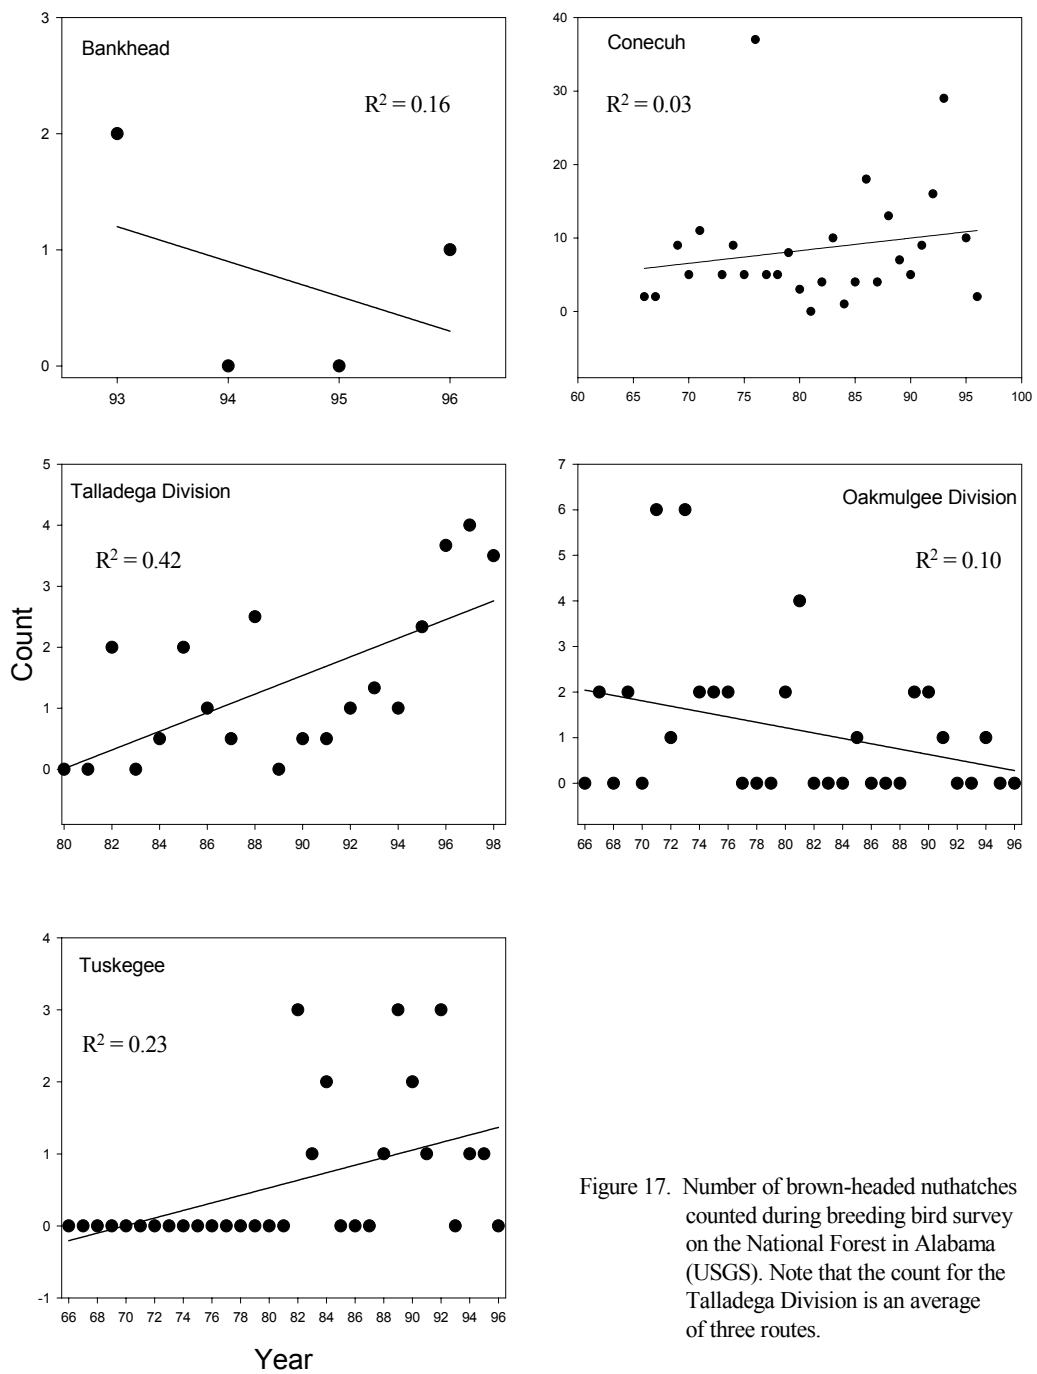 Bankhead
R² = 0.16
3
2
1
0
93 94 95 96
Conecuh
R² = 0.03
40
30
20
10
0
60 65 70 75 80 85 90 95 100
Talladega Division
R² = 0.42
5
4
3
2
1
0
80 82 84 86 88 90 92 94 96 98
Oakmulgee Division
R² = 0.10
7
6
5
4
3
2
1
0
66 68 70 72 74 76 78 80 82 84 86 88 90 92 94 96
Count
Tuskegee
R² = 0.23
4
3
2
1
0
-1
66 68 70 72 74 76 78 80 82 84 86 88 90 92 94 96
Year
Figure 17. Number of brown-headed nuthatches
counted during breeding bird survey
on the National Forest in Alabama
(USGS). Note that the count for the
Talladega Division is an average
of three routes.